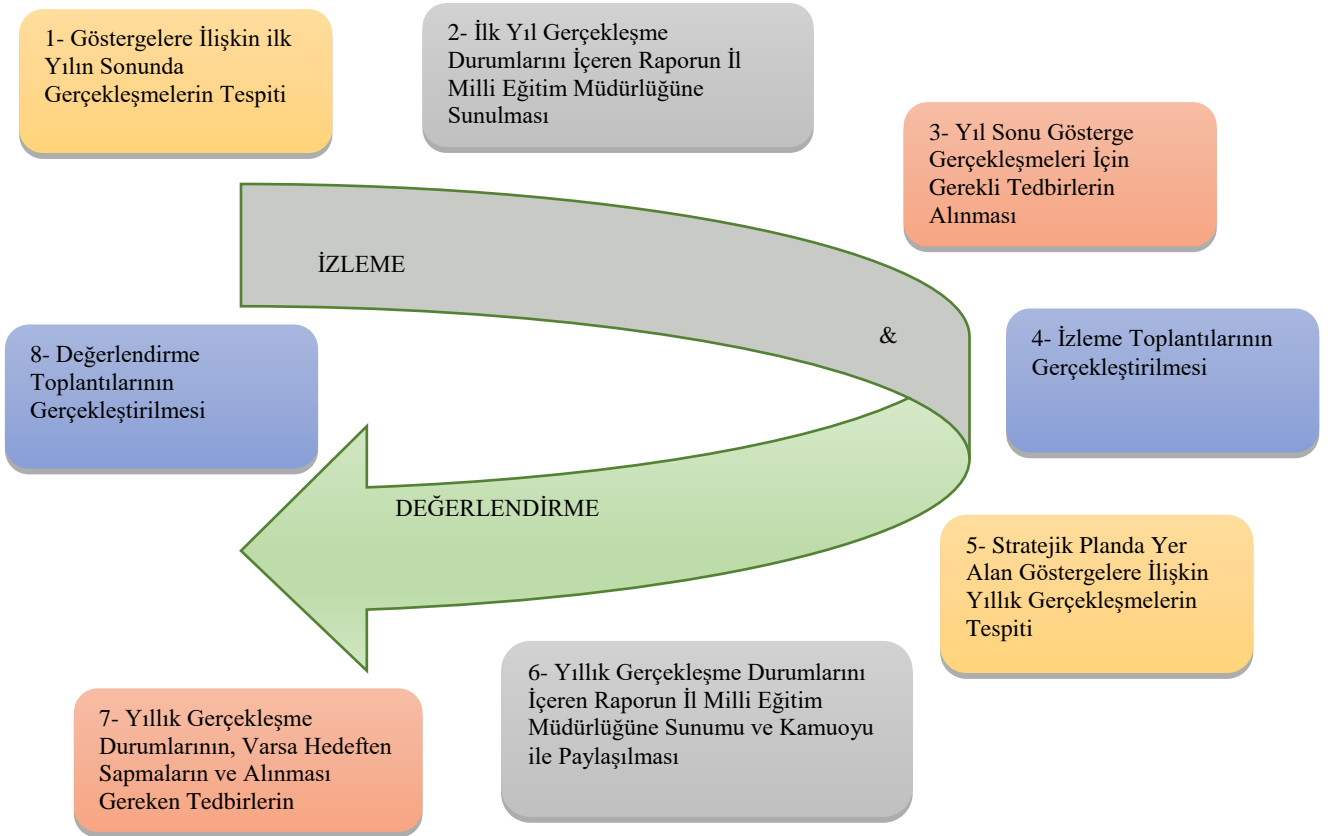 1- Göstergelere İlişkin ilk
Yılın Sonunda
Gerçekleşmelerin Tespiti
2- İlk Yıl Gerçekleşme
Durumlarını İçeren Raporun İl
Milli Eğitim Müdürlüğüne
Sunulması
3- Yıl Sonu Gösterge
Gerçekleşmeleri İçin
Gerekli Tedbirlerin
Alınması
İZLEME
&
4- İzleme Toplantılarının
Gerçekleştirilmesi
8- Değerlendirme
Toplantılarının
Gerçekleştirilmesi
DEĞERLENDİRME
5- Stratejik Planda Yer
Alan Göstergelere İlişkin
Yıllık Gerçekleşmelerin
Tespiti
6- Yıllık Gerçekleşme Durumlarını
İçeren Raporun İl Milli Eğitim
Müdürlüğüne Sunumu ve Kamuoyu
ile Paylaşılması
7- Yıllık Gerçekleşme
Durumlarının, Varsa Hedeften
Sapmaların ve Alınması
Gereken Tedbirlerin